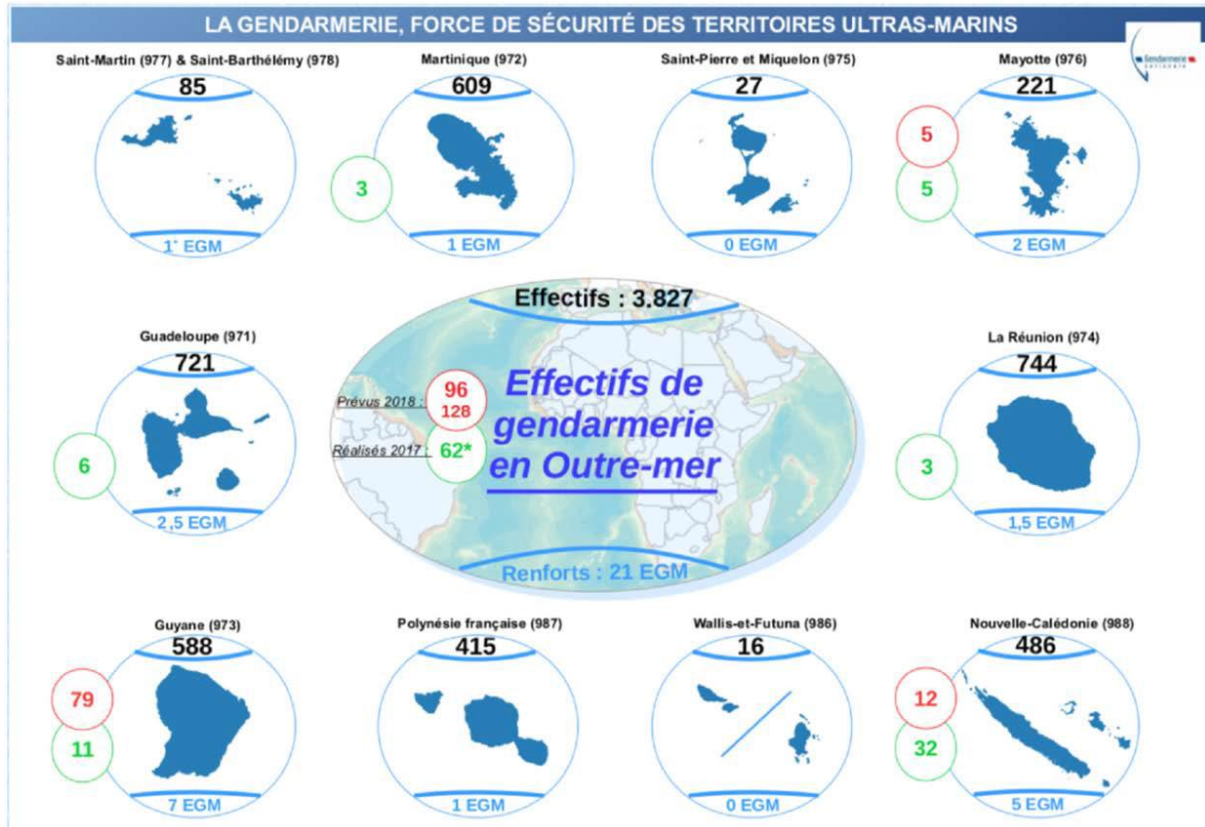 LA GENDARMERIE, FORCE DE SÉCURITÉ DES TERRITOIRES ULTRAS-MARINS
Gendarmerie
nationale
Saint-Martin (977) & Saint-Barthélémy (978)
85
1* EGM
Martinique (972)
609
3
1 EGM
Saint-Pierre et Miquelon (975)
27
0 EGM
Mayotte (976)
221
5
5
2 EGM
Guadeloupe (971)
721
6
2,5 EGM
Effectifs : 3.827
Prévus 2018 :
96
128
Réalisés 2017 :
62*
Effectifs de
gendarmerie
en Outre-mer
Renforts : 21 EGM
La Réunion (974)
744
3
1,5 EGM
Guyane (973)
588
79
11
7 EGM
Polynésie française (987)
415
1 EGM
Wallis-et-Futuna (986)
16
0 EGM
Nouvelle-Calédonie (988)
486
12
32
5 EGM